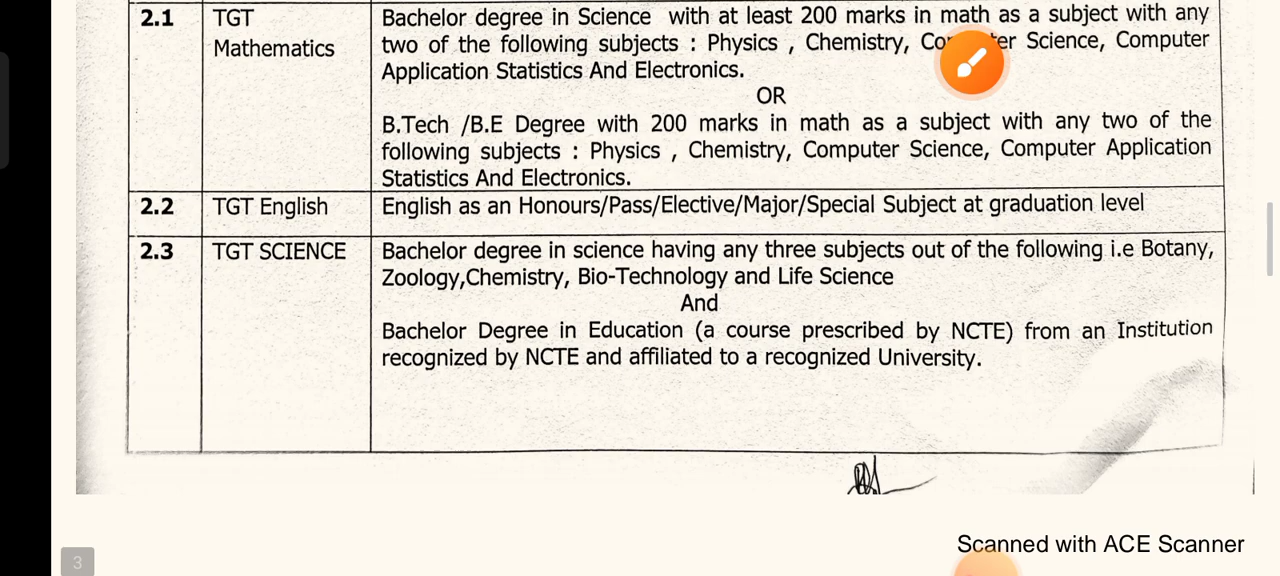 2.1 TGT Mathematics
Bachelor degree in Science with at least 200 marks in math as a subject with any
two of the following subjects : Physics , Chemistry, Co er Science, Computer
Application Statistics And Electronics.
OR
B.Tech /B.E Degree with 200 marks in math as a subject with any two of the
following subjects : Physics , Chemistry, Computer Science, Computer Application
Statistics And Electronics.
2.2 TGT English English as an Honours/Pass/Elective/Major/Special Subject at graduation level
2.3 TGT SCIENCE Bachelor degree in science having any three subjects out of the following i.e Botany,
Zoology,Chemistry, Bio-Technology and Life Science
And
Bachelor Degree in Education (a course prescribed by NCTE) from an Institution
recognized by NCTE and affiliated to a recognized University.
Scanned with ACE Scanner
3